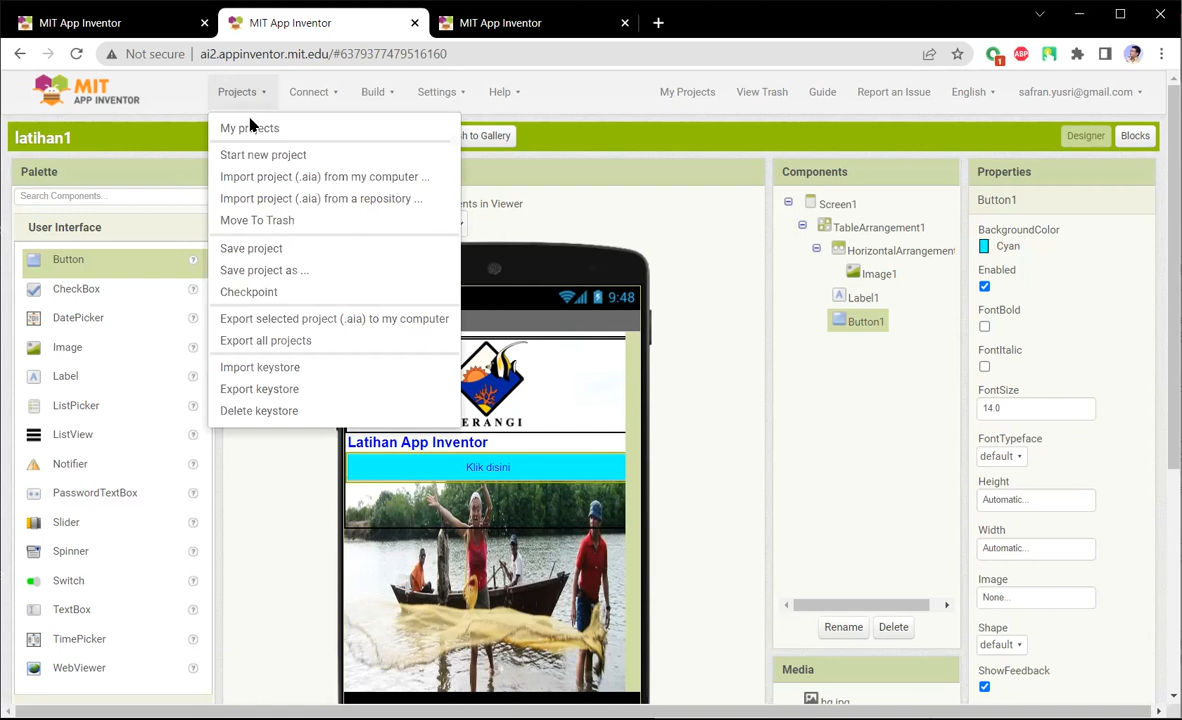 MIT App Inventor
MIT App Inventor
MIT App Inventor
Not secure
ai2.appinventor.mit.edu/#6379377479516160
ABP
1
MIT
APP INVENTOR
Projects
Connect
Build
Settings
Help
My Projects
View Trash
Guide
Report an Issue
English
safran.yusri@gmail.com
latihan1
sh to Gallery
Designer
Blocks
My projects
Start new project
Import project (.aia) from my computer ...
Import project (.aia) from a repository ...
Move To Trash
Save project
Save project as ...
Checkpoint
Export selected project (.aia) to my computer
Export all projects
Import keystore
Export keystore
Delete keystore
Palette
Search Components...
User Interface
Button
CheckBox
DatePicker
Image
Label
ListPicker
ListView
Notifier
PasswordTextBox
Slider
Spinner
Switch
TextBox
TimePicker
WebViewer
ents in Viewer
9:48
ERANGI
Latihan App Inventor
Klik disini
Components
Screen1
TableArrangement1
HorizontalArrangemen
Image1
Label1
Button1
Rename
Delete
Media
bg.jpg
Properties
Button1
BackgroundColor
Cyan
Enabled
FontBold
FontItalic
FontSize
14.0
FontTypeface
default
Height
Automatic...
Width
Automatic...
Image
None...
Shape
default
ShowFeedback